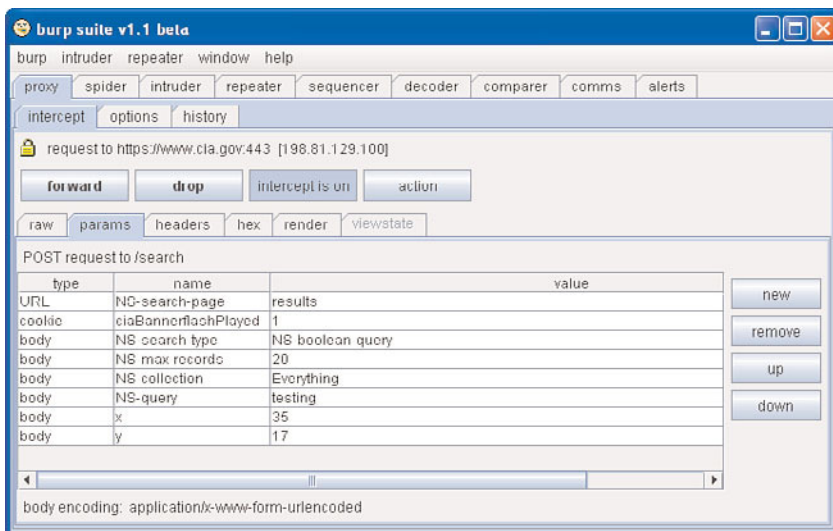 burp suite v1.1 beta
burp intruder repeater window help
proxy spider intruder repeater sequencer decoder comparer comms alerts
intercept options history
request to https://www.cia.gov:443 [198.81.129.100]
forward drop intercept is on action
raw params headers hex render viewstate
POST request to /search
type name value
URL NS-search-page results
cookie ciaBannerflashPlayed 1
body NS search type NS boolean query
body NS max records 20
body NS collection Everything
body NS-query testing
body x 35
body y 17
new
remove
up
down
body encoding: application/x-www-form-urlencoded